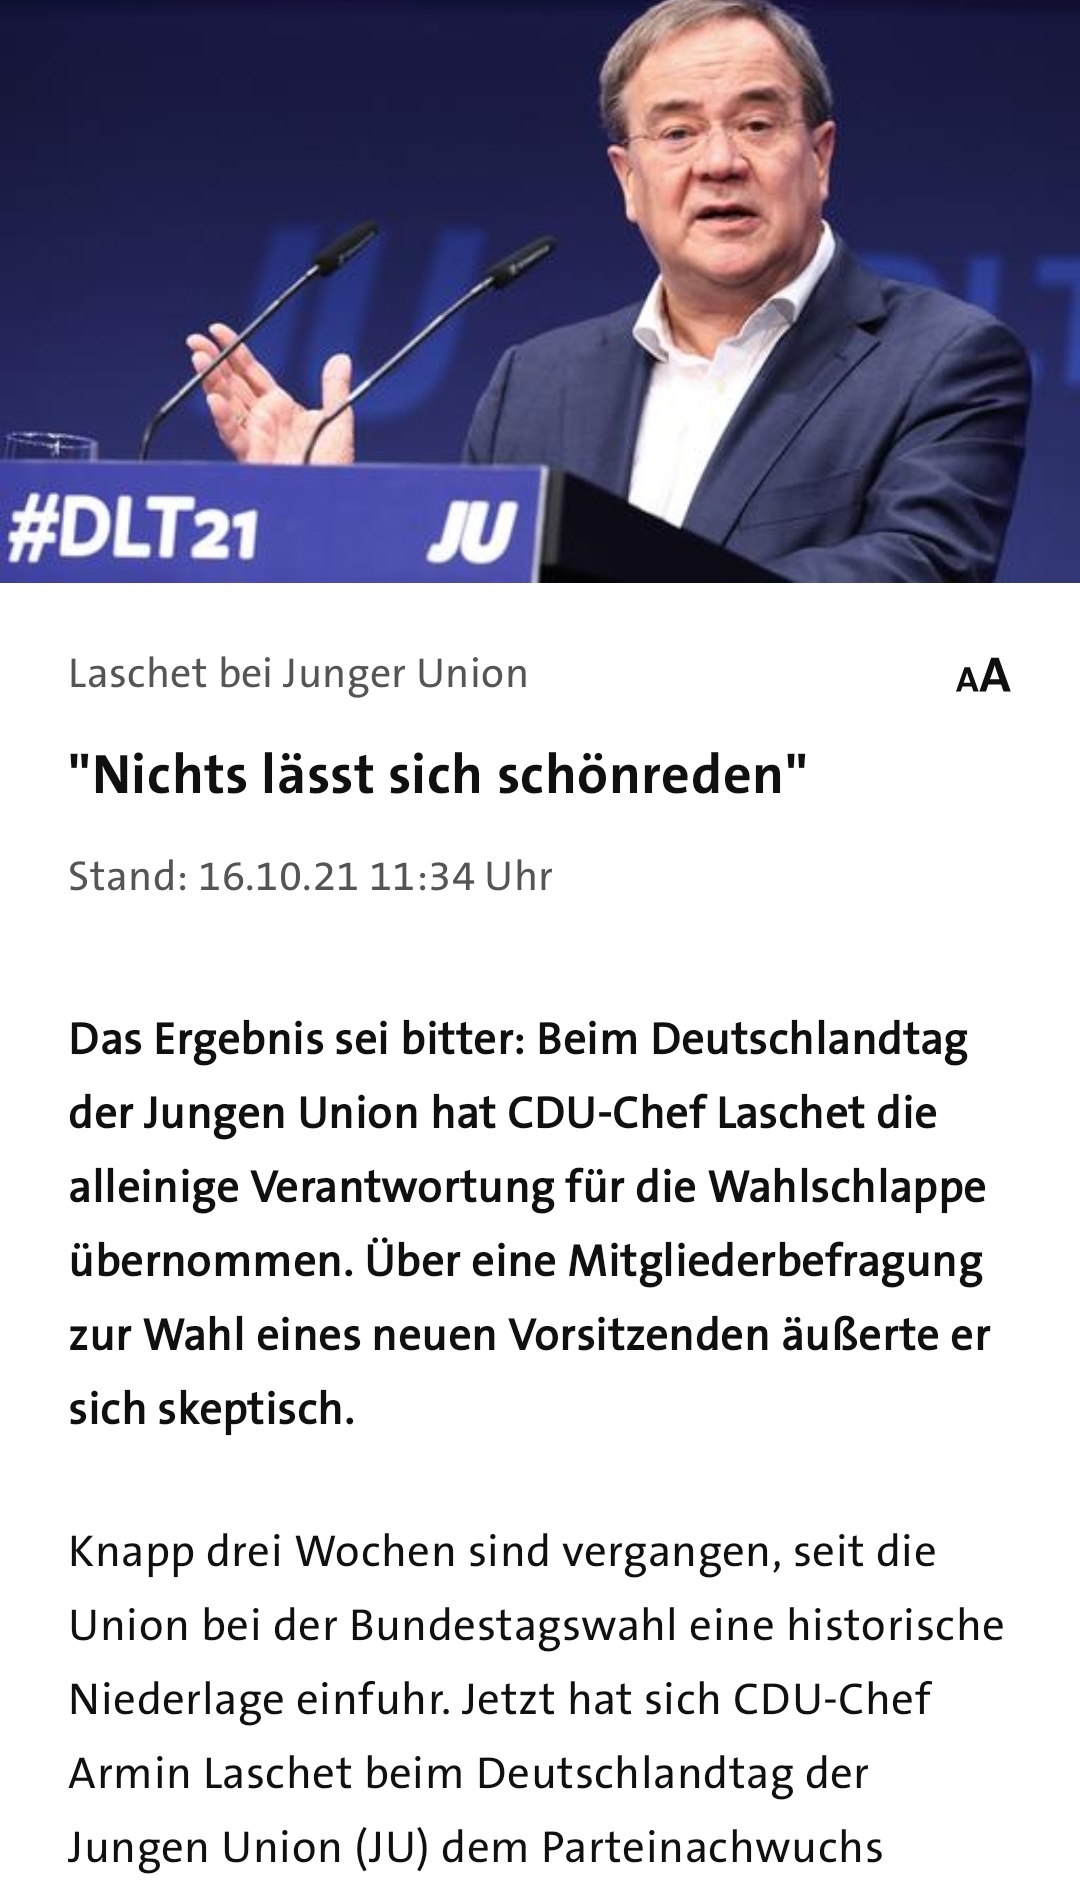 JU
DLT
#DLT21 JU
Laschet bei Junger Union
AA
"Nichts lässt sich schönreden"
Stand: 16.10.21 11:34 Uhr
Das Ergebnis sei bitter: Beim Deutschlandtag
der Jungen Union hat CDU-Chef Laschet die
alleinige Verantwortung für die Wahlschlappe
übernommen. Über eine Mitgliederbefragung
zur Wahl eines neuen Vorsitzenden äußerte er
sich skeptisch.
Knapp drei Wochen sind vergangen, seit die
Union bei der Bundestagswahl eine historische
Niederlage einfuhr. Jetzt hat sich CDU-Chef
Armin Laschet beim Deutschlandtag der
Jungen Union (JU) dem Parteinachwuchs